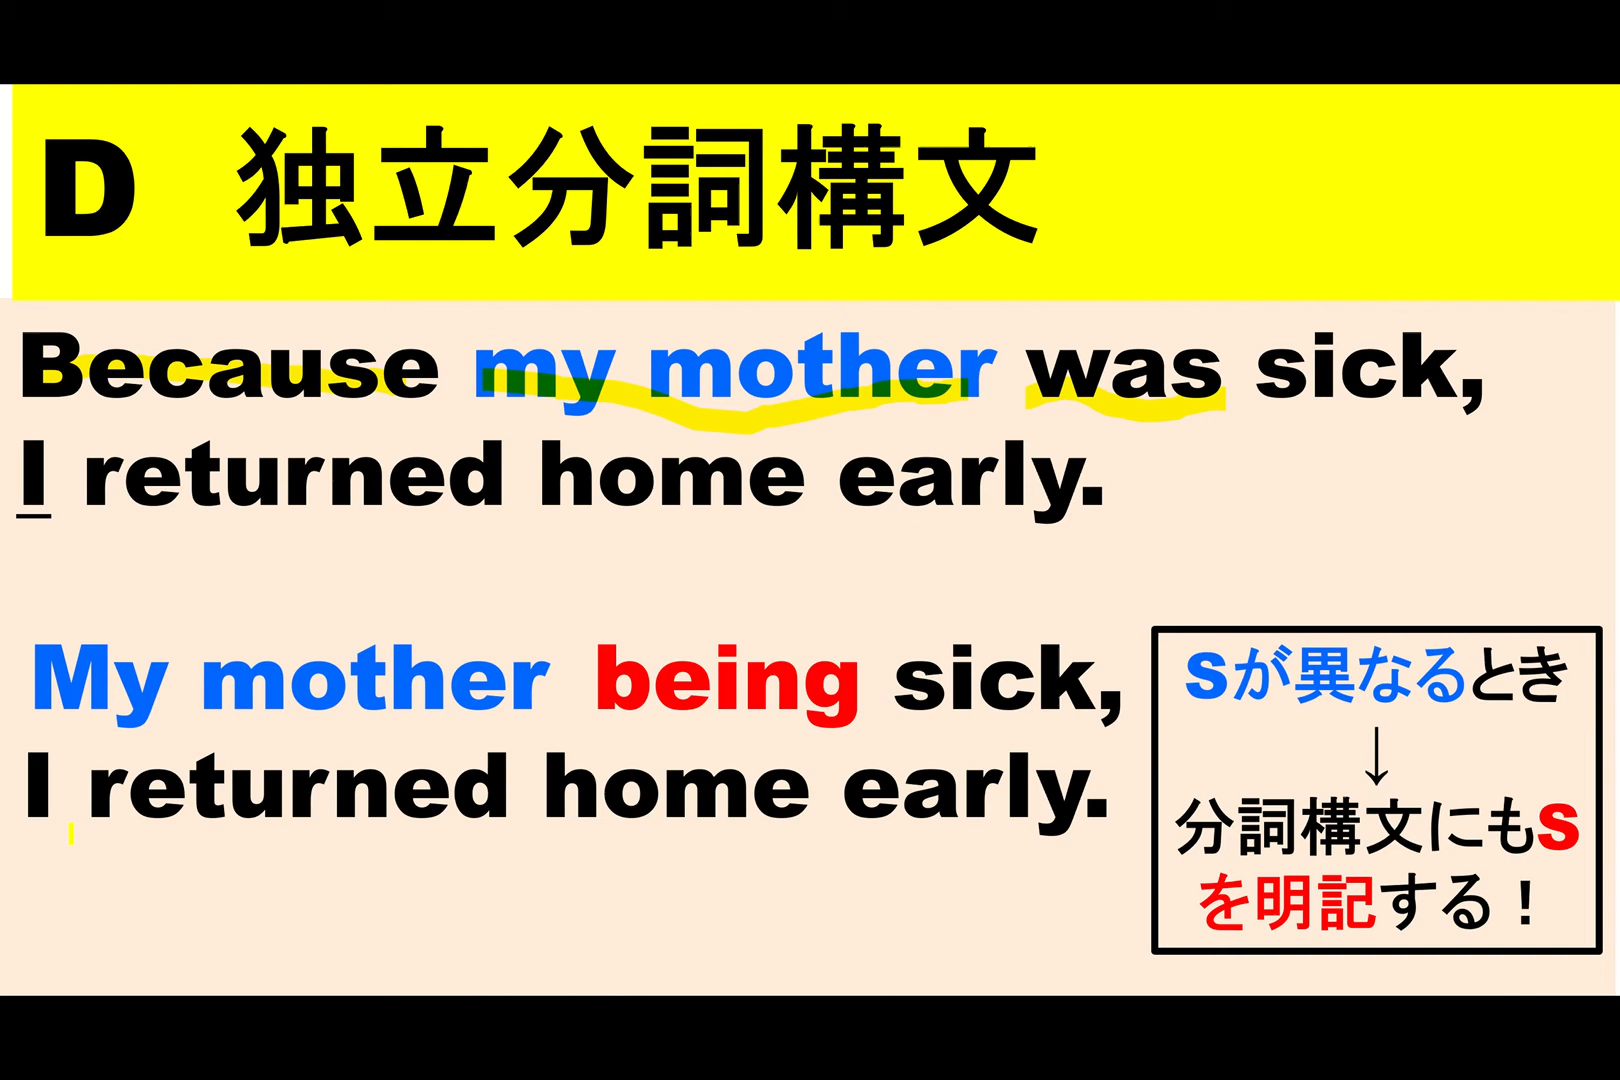 D 独立分詞構文
Because my mother was sick,
I returned home early.
My mother being sick,
I returned home early.
Sが異なるとき
↓
分詞構文にもS
を明記する！